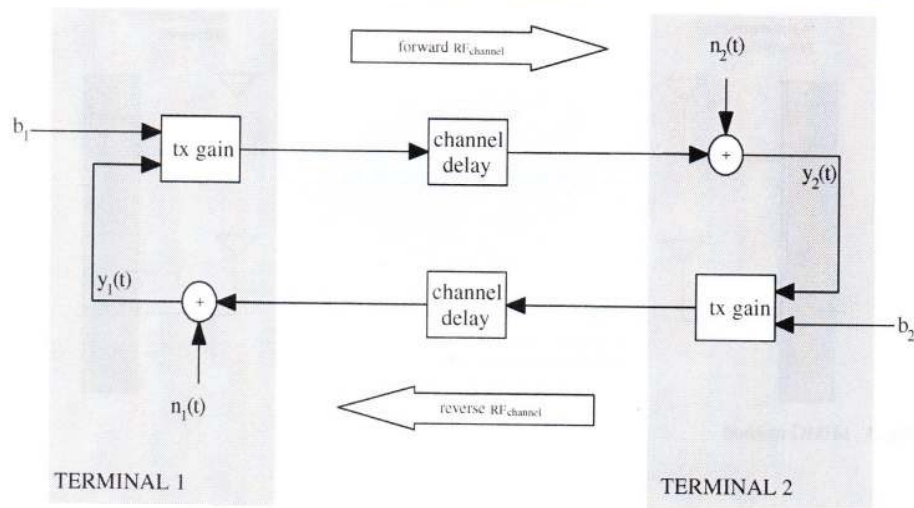 forward RFchannel
n2(t)
b1
tx gain
channel
delay
+
y2(t)
y1(t)
+
channel
delay
tx gain
b2
n1(t)
reverse RFchannel
TERMINAL 1
TERMINAL 2